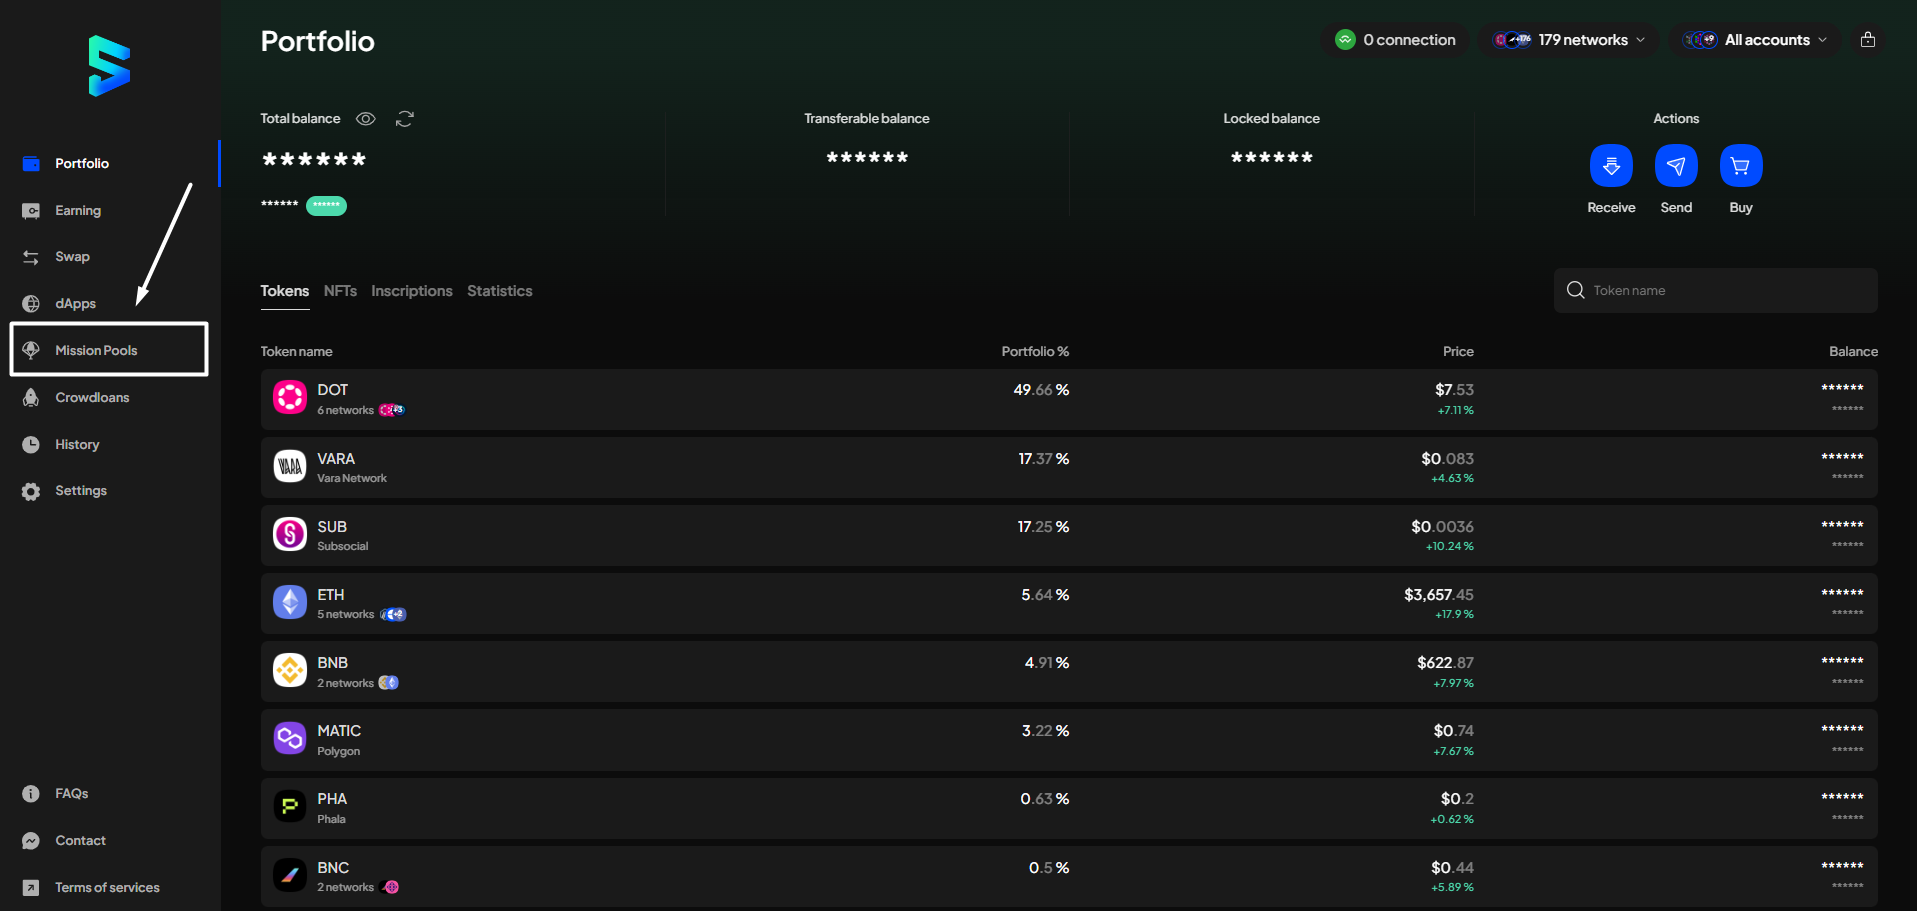 Portfolio
0 connection
+176 179 networks
+9 All accounts
Portfolio
Earning
Swap
dApps
Mission Pools
Crowdloans
History
Settings
FAQs
Contact
Terms of services
Total balance
******
****** ******
Transferable balance
******
Locked balance
******
Actions
Receive Send Buy
Tokens NFTs Inscriptions Statistics
Token name
Token name Portfolio % Price Balance
DOT 49.66 % $7.53 ******
6 networks +3 +7.11 % ******
VARA VARA 17.37 % $0.083 ******
Vara Network +4.63 % ******
SUB 17.25 % $0.0036 ******
Subsocial +10.24 % ******
ETH 5.64 % $3,657.45 ******
5 networks +2 +17.9 % ******
BNB 4.91 % $622.87 ******
2 networks +7.97 % ******
MATIC 3.22 % $0.74 ******
Polygon +7.67 % ******
PHA 0.63 % $0.2 ******
Phala +0.62 % ******
BNC 0.5 % $0.44 ******
2 networks +5.89 % ******